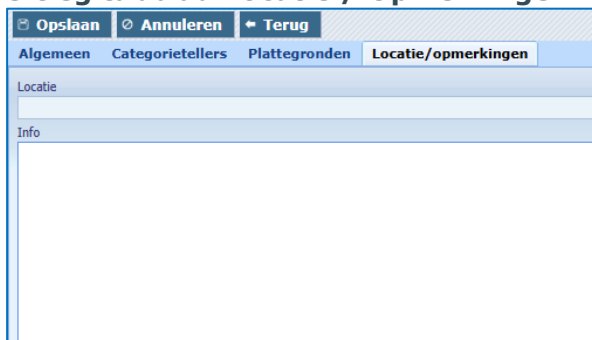 Opslaan Annuleren Terug
Algemeen Categorietellers Plattegronden Locatie/opmerkingen
Locatie
Info